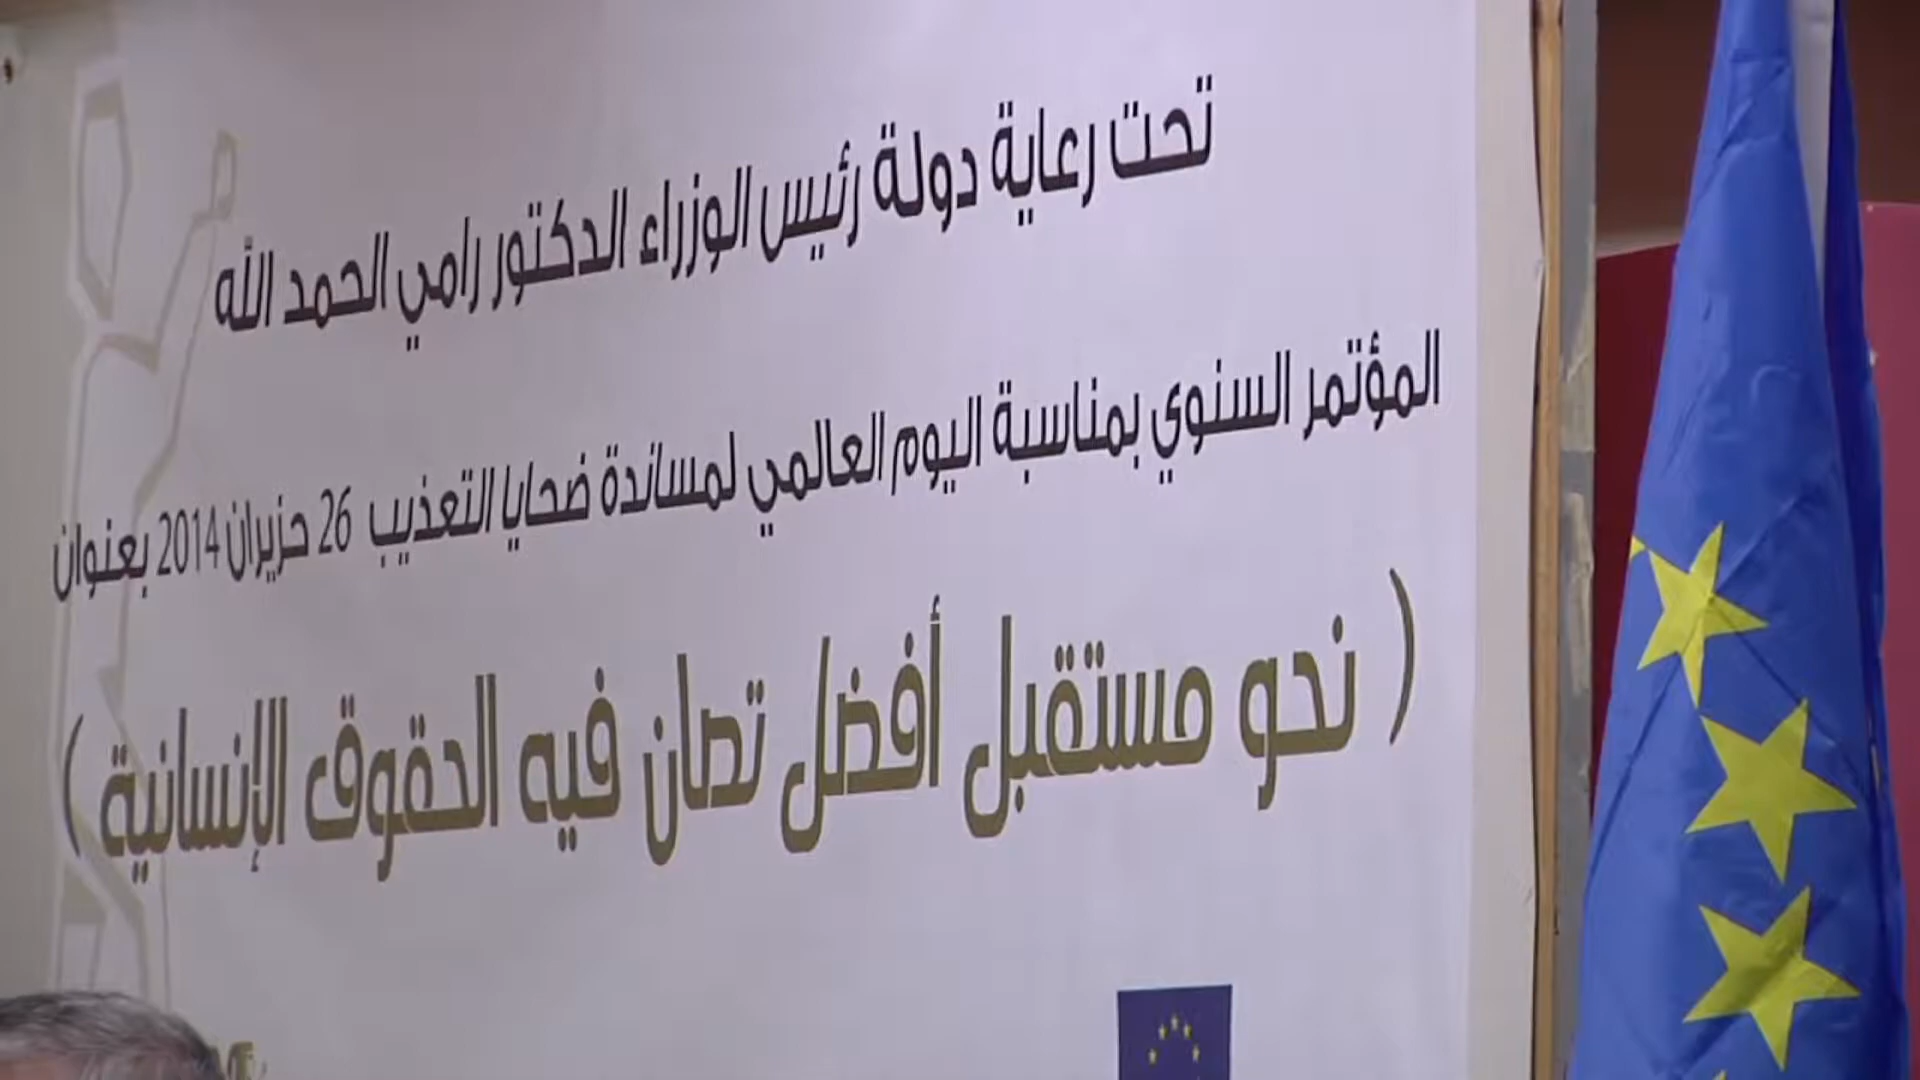 تحت رعاية دولة رئيس الوزراء الدكتور رامي الحمد الله
المؤتمر السنوي بمناسبة اليوم العالمي لمساندة ضحايا التعذيب 26 حزيران 2014 بعنوان
( نحو مستقبل أفضل تصان فيه الحقوق الإنسانية )